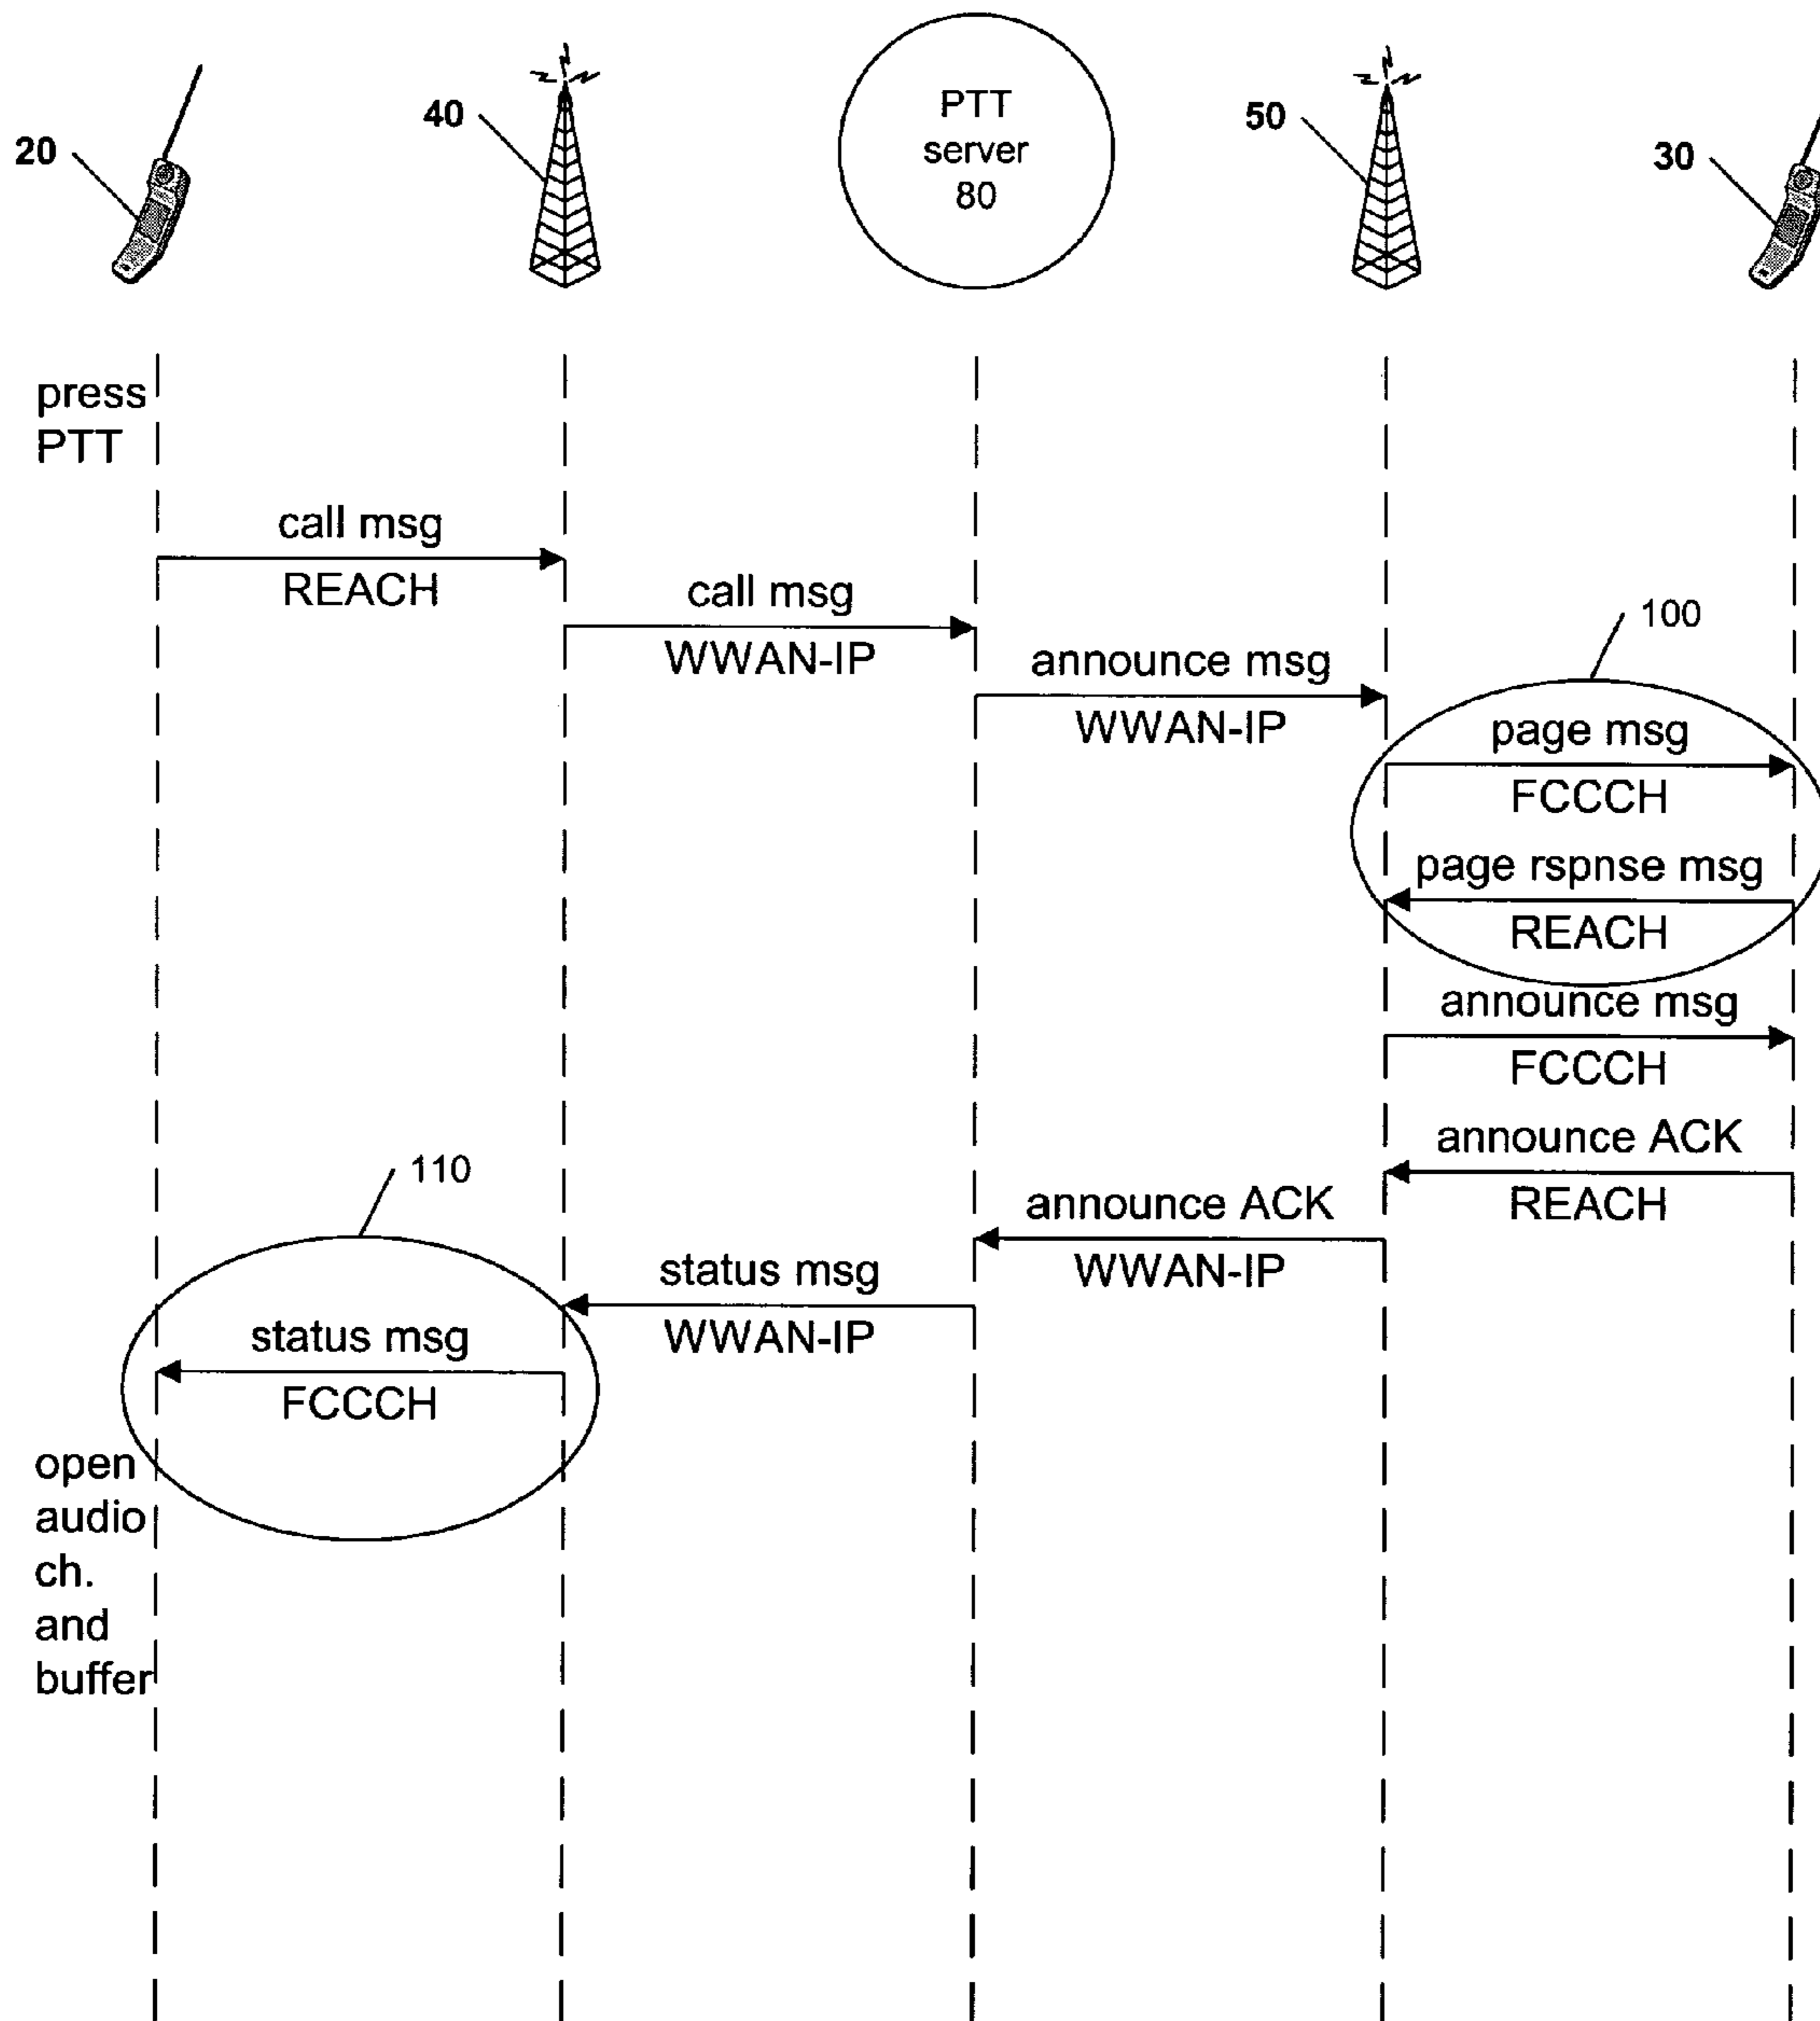 20
40
PTT
server
80
50
30
press
PTT
call msg
REACH
call msg
WWAN-IP
announce msg
WWAN-IP
100
page msg
FCCCH
page rspnse msg
REACH
announce msg
FCCCH
announce ACK
REACH
announce ACK
WWAN-IP
status msg
WWAN-IP
110
status msg
FCCCH
open
audio
ch.
and
buffer